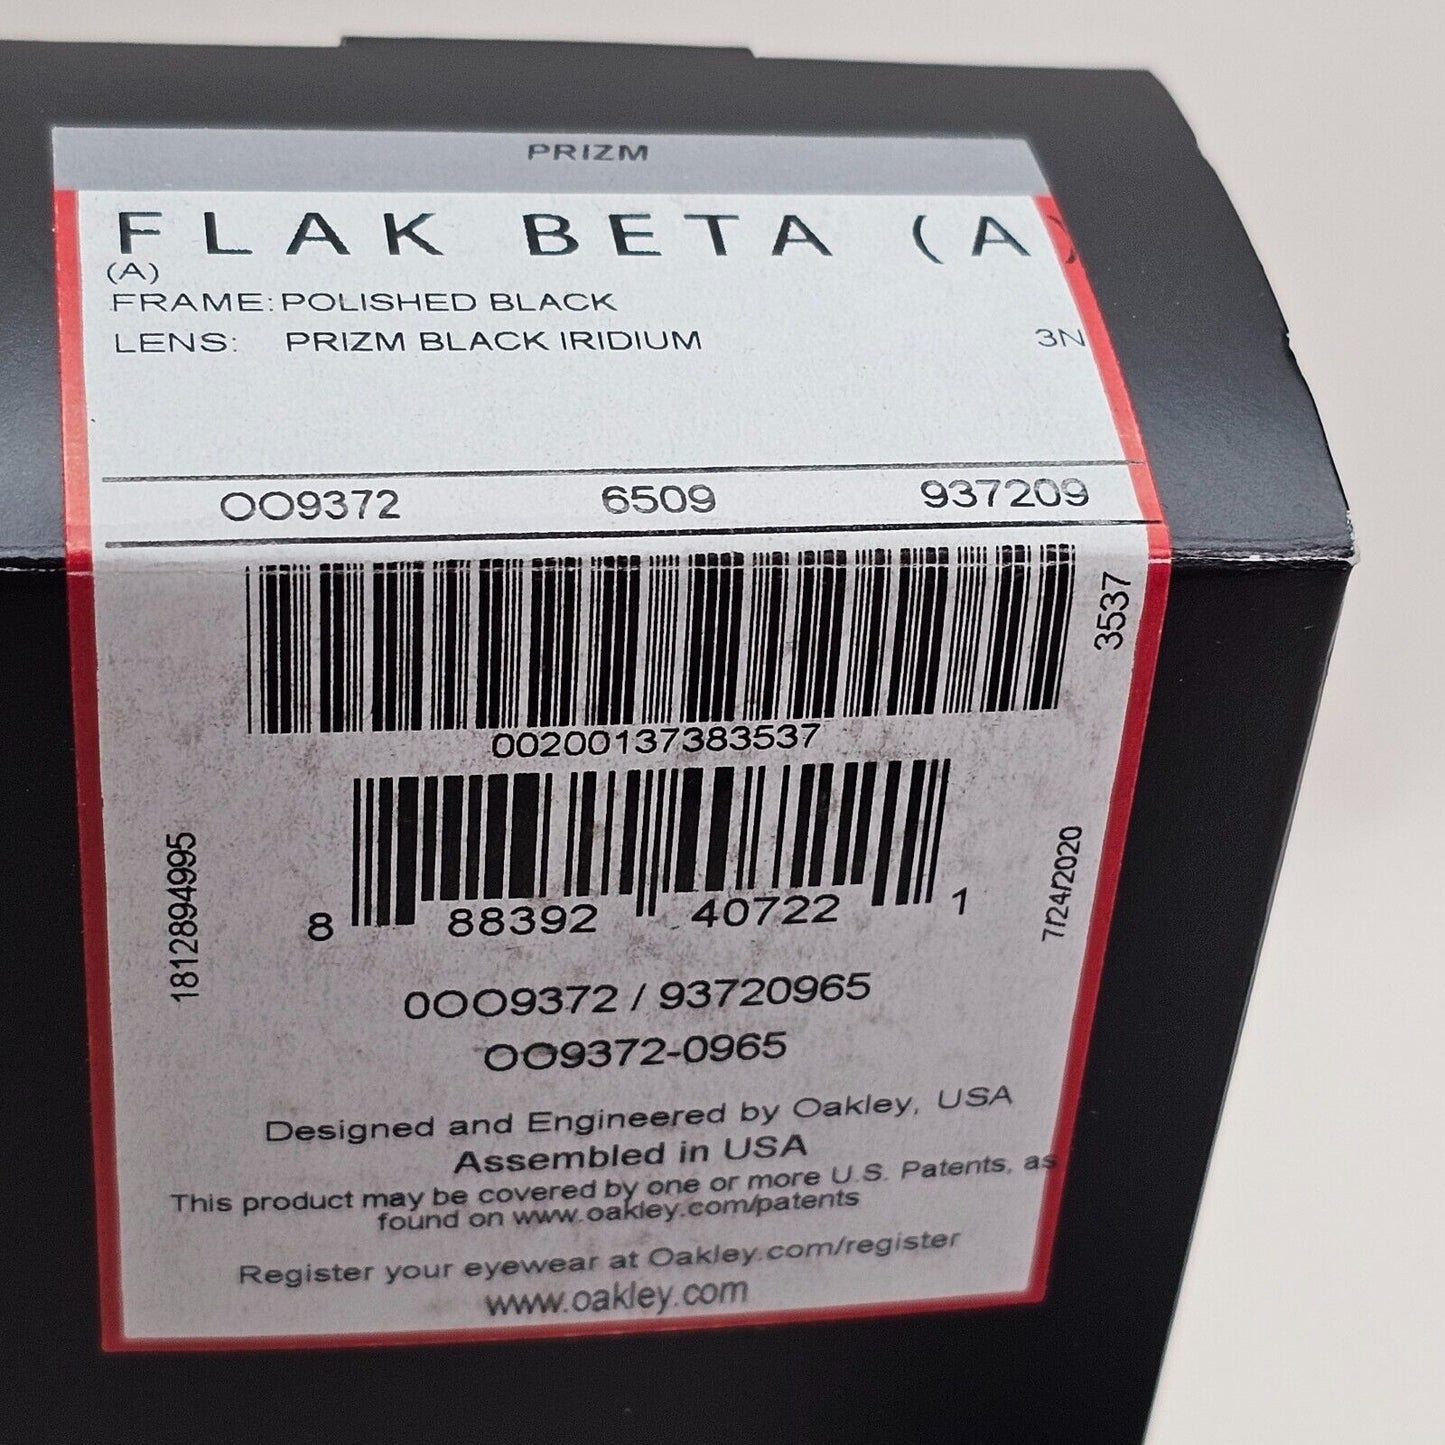 PRIZM
FLAK BETA (A)
(A)
FRAME: POLISHED BLACK
LENS: PRIZM BLACK IRIDIUM 3N
OO9372 6509 937209
3537
00200137383537
1812894995
8 88392 40722 1
7/24/2020
0OO9372 / 93720965
OO9372-0965
Designed and Engineered by Oakley, USA
Assembled in USA
This product may be covered by one or more U.S. Patents, as
found on www.oakley.com/patents
Register your eyewear at Oakley.com/register
www.oakley.com